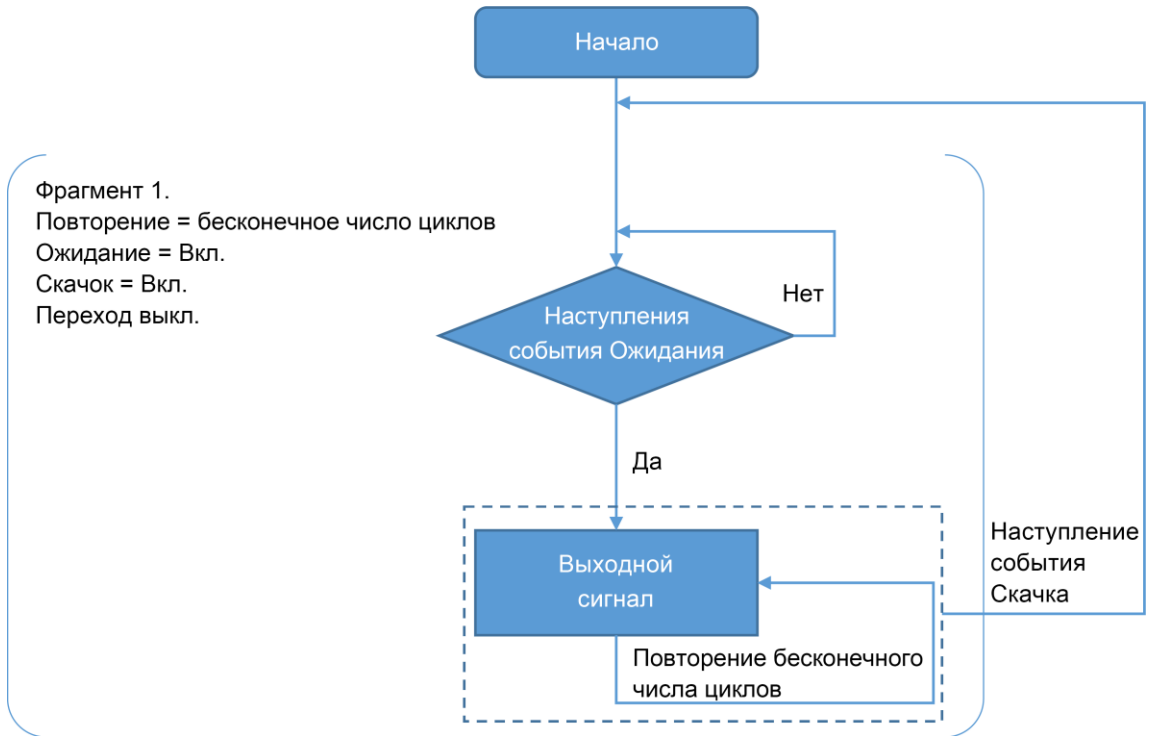 Начало
Фрагмент 1.
Повторение = бесконечное число циклов
Ожидание = Вкл.
Скачок = Вкл.
Переход выкл.
Нет
Наступления
события Ожидания
Да
Выходной
сигнал
Наступление
события
Скачка
Повторение бесконечного
числа циклов